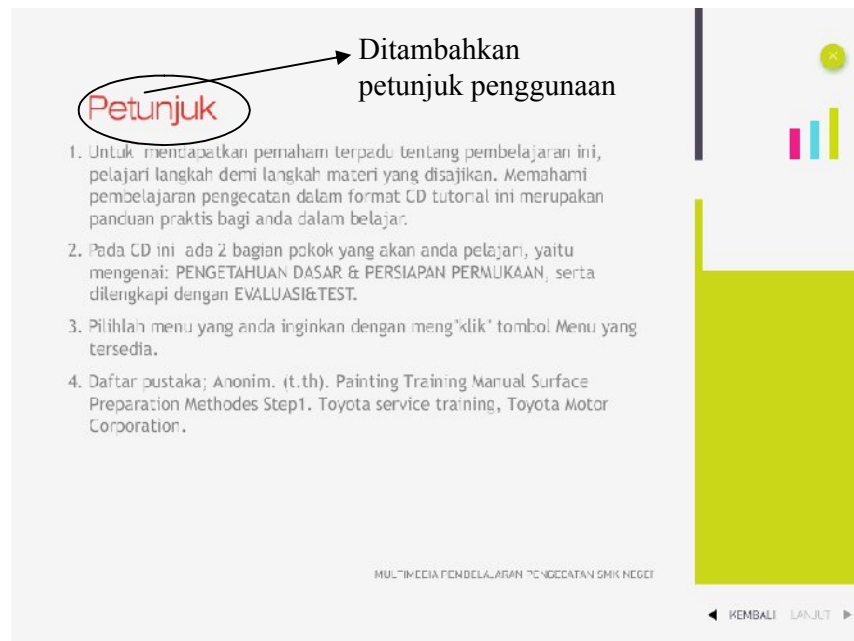 Ditambahkan
petunjuk penggunaan
Petunjuk
1. Untuk mendapatkan pemaham terpadu tentang pembelajaran ini,
pelajari langkah demi langkah materi yang disajikan. Memahami
pembelajaran pengecatan dalam format CD tutorial ini merupakan
panduan praktis bagi anda dalam belajar.
2. Pada CD ini ada 2 bagian pokok yang akan anda pelajari, yaitu
mengenai: PENGETAHUAN DASAR & PERSIAPAN PERMUKAAN, serta
dilengkapi dengan EVALUASI&TEST.
3. Pilihlah menu yang anda inginkan dengan meng"klik" tombol Menu yang
tersedia.
4. Daftar pustaka; Anonim. (t.th). Painting Training Manual Surface
Preparation Methodes Step1. Toyota service training, Toyota Motor
Corporation.
MULTIMEDIA PEMBELAJARAN PENGECATAN SMK NEGER
KEMBALI LANJUT